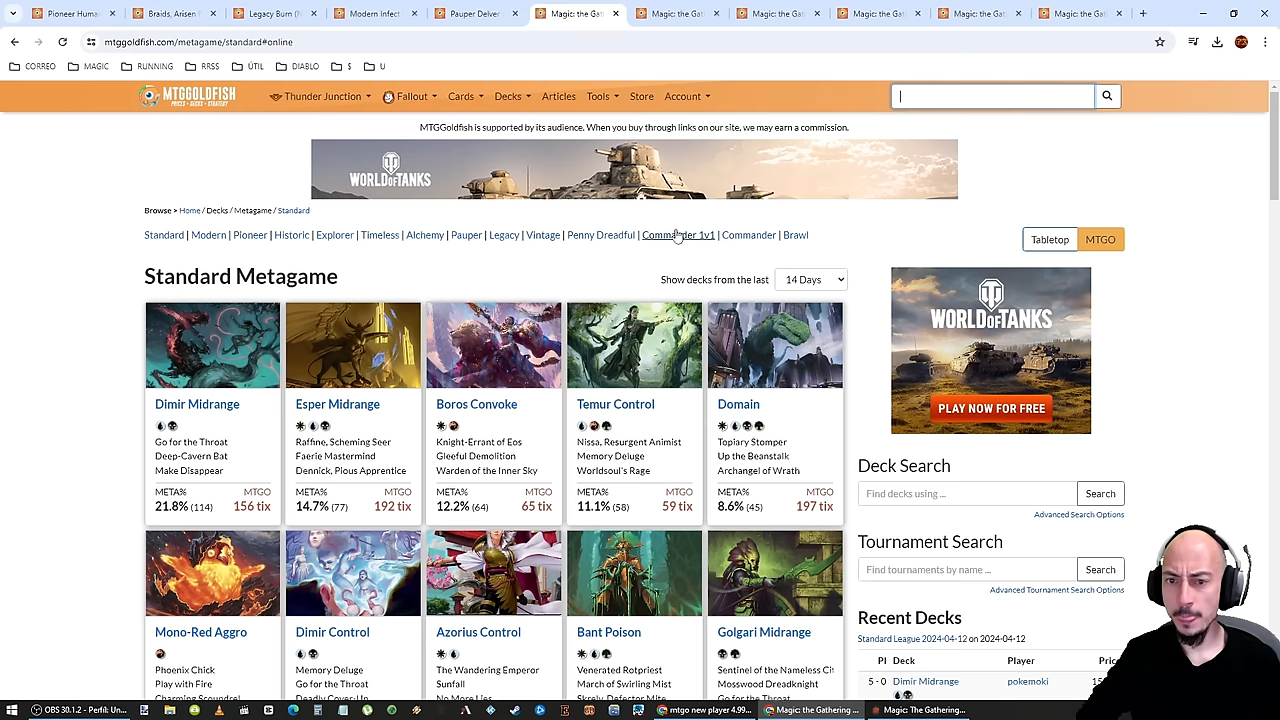 Pioneer Huma
Braids, Arisen
Legacy Burn (
Modern Infect
Pauper Delver
Magic: the Gath
Magic: the Gat
Magic: the Gat
Magic: the Gat
Magic: the Gat
Magic: the Gat
mtggoldfish.com/metagame/standard#online
CORREO
MAGIC
RUNNING
RRSS
ÚTIL
DIABLO
$
U
MTGGOLDFISH
PRICES • DECKS • STRATEGY
Thunder Junction
Fallout
Cards
Decks
Articles
Tools
Store
Account
MTGGoldfish is supported by its audience. When you buy through links on our site, we may earn a commission.
WORLD OF TANKS
Browse > Home / Decks / Metagame / Standard
Standard | Modern | Pioneer | Historic | Explorer | Timeless | Alchemy | Pauper | Legacy | Vintage | Penny Dreadful | Commander 1v1 | Commander | Brawl
Tabletop
MTGO
Standard Metagame
Show decks from the last
14 Days
WORLD OF TANKS
PLAY NOW FOR FREE
Dimir Midrange
Go for the Throat
Deep-Cavern Bat
Make Disappear
META% MTGO
21.8% (114) 156 tix
Esper Midrange
Raffine, Scheming Seer
Faerie Mastermind
Dennick, Pious Apprentice
META% MTGO
14.7% (77) 192 tix
Boros Convoke
Knight-Errant of Eos
Gleeful Demolition
Warden of the Inner Sky
META% MTGO
12.2% (64) 65 tix
Temur Control
Nissa, Resurgent Animist
Memory Deluge
Worldsoul's Rage
META% MTGO
11.1% (58) 59 tix
Domain
Topiary Stomper
Up the Beanstalk
Archangel of Wrath
META% MTGO
8.6% (45) 197 tix
Mono-Red Aggro
Phoenix Chick
Play with Fire
Charming Scoundrel
Dimir Control
Memory Deluge
Go for the Throat
Deadly Cover-Up
Azorius Control
The Wandering Emperor
Sunfall
No More Lies
Bant Poison
Venerated Rotpriest
March of Swirling Mist
Skrelv, Defector Mite
Golgari Midrange
Sentinel of the Nameless Cit
Mosswood Dreadknight
Go for the Throat
Deck Search
Find decks using ...
Search
Advanced Search Options
Tournament Search
Find tournaments by name ...
Search
Advanced Tournament Search Options
Recent Decks
Standard League 2024-04-12 on 2024-04-12
Pl Deck Player Pric
5 - 0 Dimir Midrange pokemoki
OBS 30.1.2 - Perfil: Un...
mtgo new player 4.99...
Magic: the Gathering ...
Magic: The Gathering...